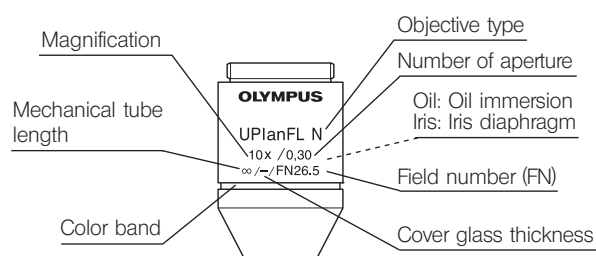 Magnification
Objective type
Number of aperture
Mechanical tube
length
Oil: Oil immersion
Iris: Iris diaphragm
OLYMPUS
UPlanFL N
10x / 0,30
∞/–/FN26.5
Field number (FN)
Color band
Cover glass thickness